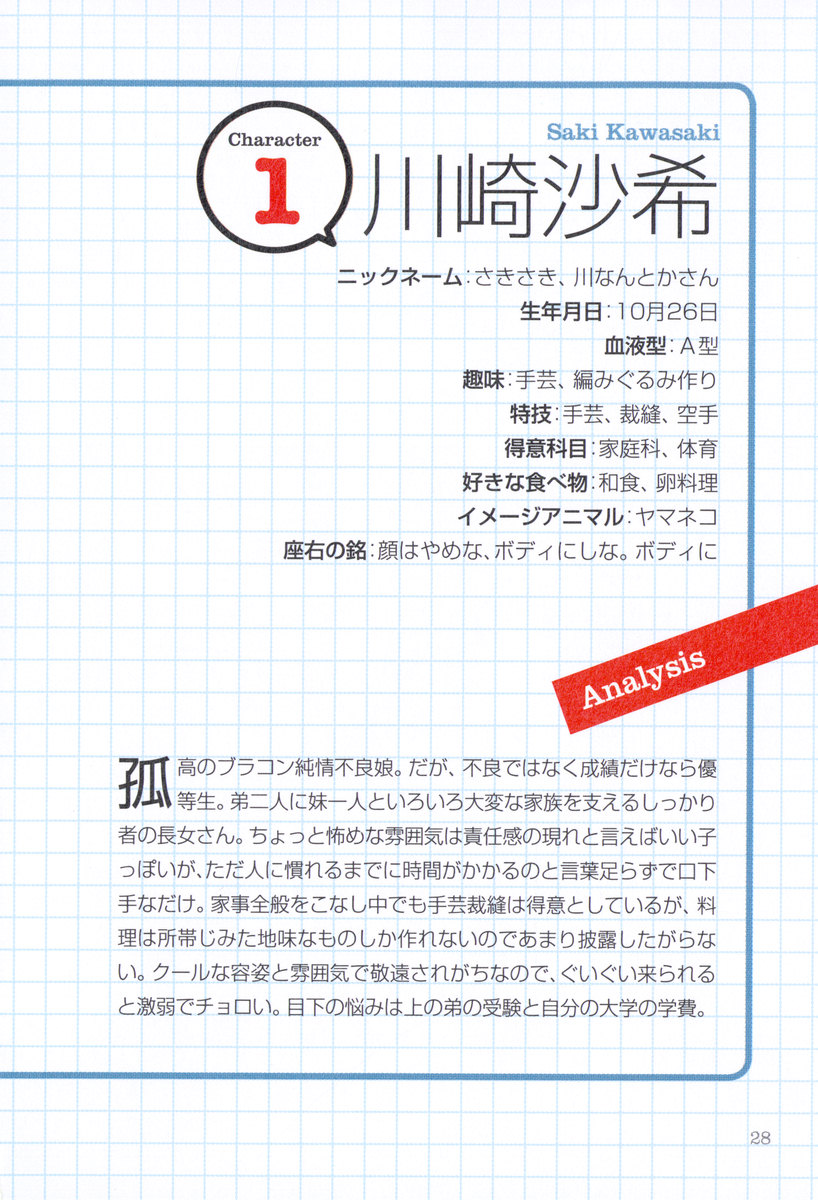 Character
1
Saki Kawasaki
川崎沙希
ニックネーム：さきさき、川なんとかさん
生年月日：10月26日
血液型：A型
趣味：手芸、編みぐるみ作り
特技：手芸、裁縫、空手
得意科目：家庭科、体育
好きな食べ物：和食、卵料理
イメージアニマル：ヤマネコ
座右の銘：顔はやめな、ボディにしな。ボディに
Analysis
孤高のブラコン純情不良娘。だが、不良ではなく成績だけなら優
等生。弟二人に妹一人といろいろ大変な家族を支えるしっかり
者の長女さん。ちょっと怖めな雰囲気は責任感の現れと言えばいい子
っぽいが、ただ人に慣れるまでに時間がかかるのと言葉足らずで口下
手なだけ。家事全般をこなし中でも手芸裁縫は得意としているが、料
理は所帯じみた地味なものしか作れないのであまり披露したがらな
い。クールな容姿と雰囲気で敬遠されがちなので、ぐいぐい来られる
と激弱でチョロい。目下の悩みは上の弟の受験と自分の大学の学費。
28